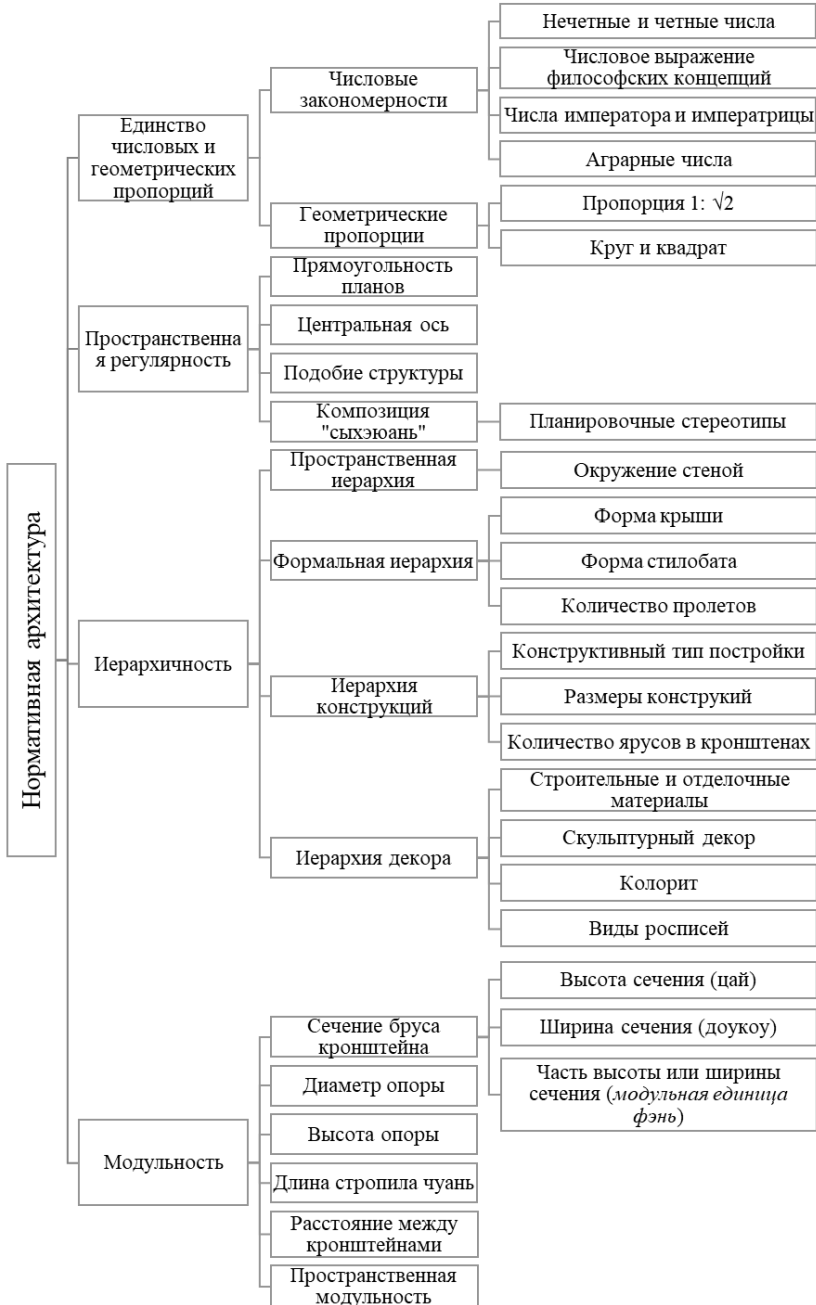 Нормативная архитектура
Единство
числовых и
геометрических
пропорций
Числовые
закономерности
Нечетные и четные числа
Числовое выражение
философских концепций
Числа императора и императрицы
Аграрные числа
Геометрические
пропорции
Пропорция 1: √2
Круг и квадрат
Пространственна
я регулярность
Прямоугольность
планов
Центральная ось
Подобие структуры
Композиция
"сыхэюань"
Планировочные стереотипы
Иерархичность
Пространственная
иерархия
Окружение стеной
Формальная иерархия
Форма крыши
Форма стилобата
Количество пролетов
Иерархия
конструкций
Конструктивный тип постройки
Размеры конструкий
Количество ярусов в кронштенах
Иерархия декора
Строительные и отделочные
материалы
Скульптурный декор
Колорит
Виды росписей
Модульность
Сечение бруса
кронштейна
Высота сечения (цай)
Ширина сечения (доукоу)
Часть высоты или ширины
сечения (модульная единица
фэнь)
Диаметр опоры
Высота опоры
Длина стропила чуань
Расстояние между
кронштейнами
Пространственная
модульность